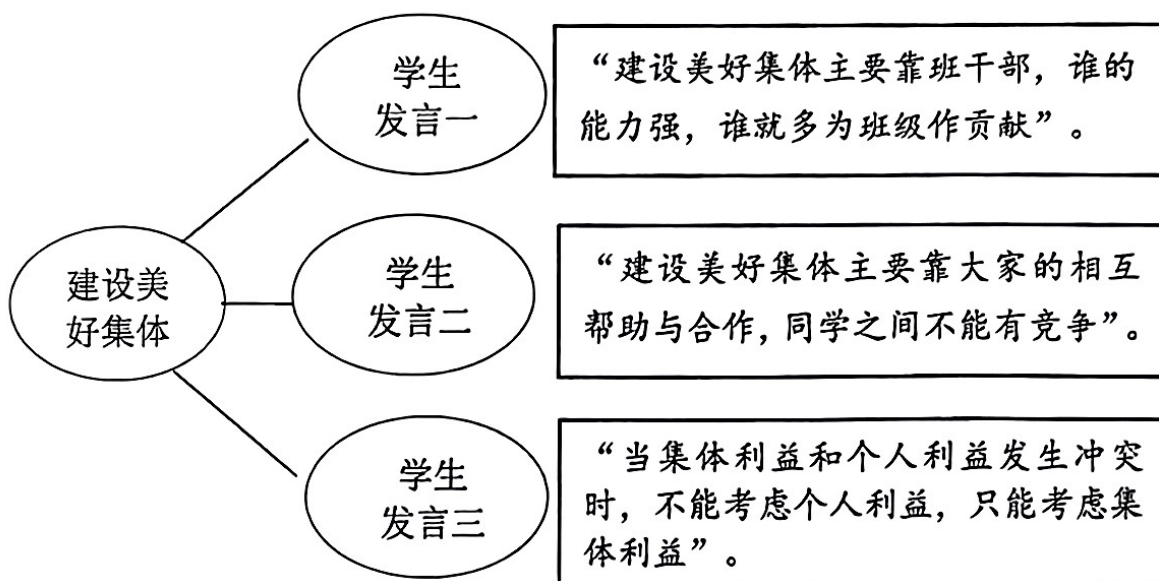 学生
发言一
“建设美好集体主要靠班干部，谁的
能力强，谁就多为班级作贡献”。
建设美
好集体
学生
发言二
“建设美好集体主要靠大家的相互
帮助与合作，同学之间不能有竞争”。
学生
发言三
“当集体利益和个人利益发生冲突
时，不能考虑个人利益，只能考虑集
体利益”。